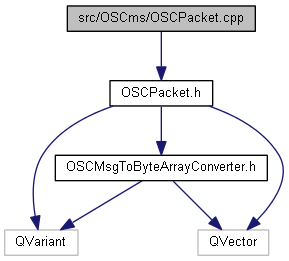 src/OSCms/OSCPacket.cpp
OSCPacket.h
OSCMsgToByteArrayConverter.h
QVariant
QVector